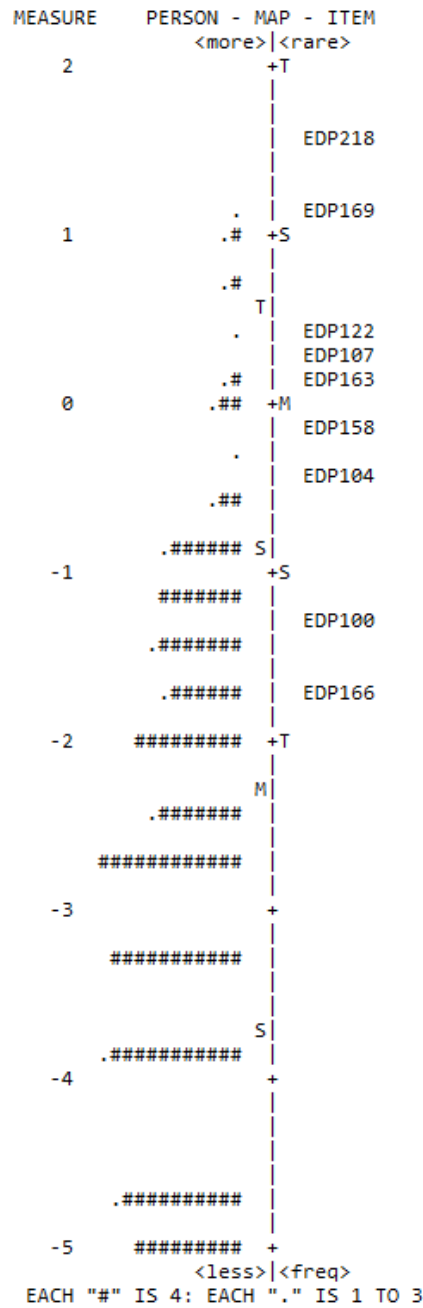 MEASURE PERSON - MAP - ITEM
<more>|<rare>
2 +T
|
|
| EDP218
|
|
. | EDP169
1 .# +S
|
.# |
T|
. | EDP122
| EDP107
.# | EDP163
0 .## +M
| EDP158
. |
| EDP104
.## |
|
.###### S|
-1 +S
####### |
| EDP100
.####### |
|
.###### | EDP166
|
-2 ######### +T
|
M|
.####### |
|
############ |
|
-3 +
|
########### |
|
|
S|
.########### |
-4 +
|
|
|
|
.########## |
|
-5 ######### +
<less>|<freq>
EACH "#" IS 4: EACH "." IS 1 TO 3